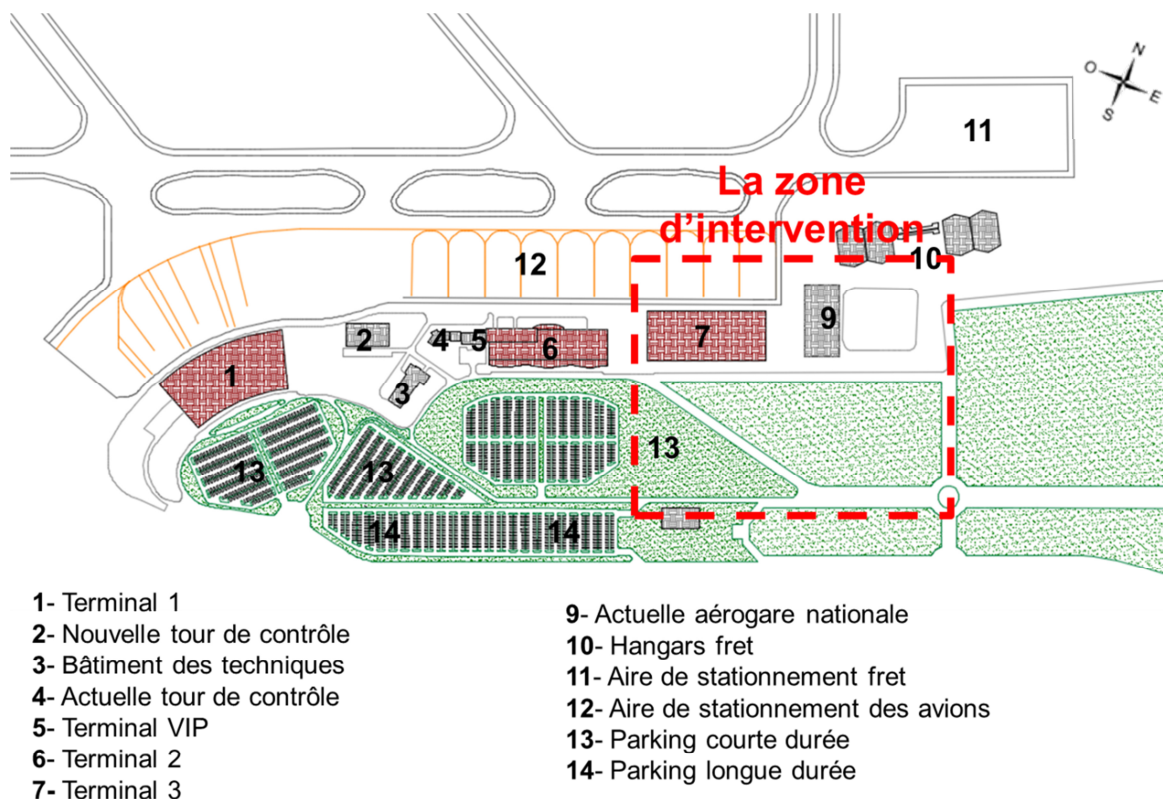 N
O
E
S
11
La zone
d'intervention
10
12
9
7
2
4
5
6
1
3
13
13
13
14
14
1- Terminal 1
2- Nouvelle tour de contrôle
3- Bâtiment des techniques
4- Actuelle tour de contrôle
5- Terminal VIP
6- Terminal 2
7- Terminal 3
9- Actuelle aérogare nationale
10- Hangars fret
11- Aire de stationnement fret
12- Aire de stationnement des avions
13- Parking courte durée
14- Parking longue durée